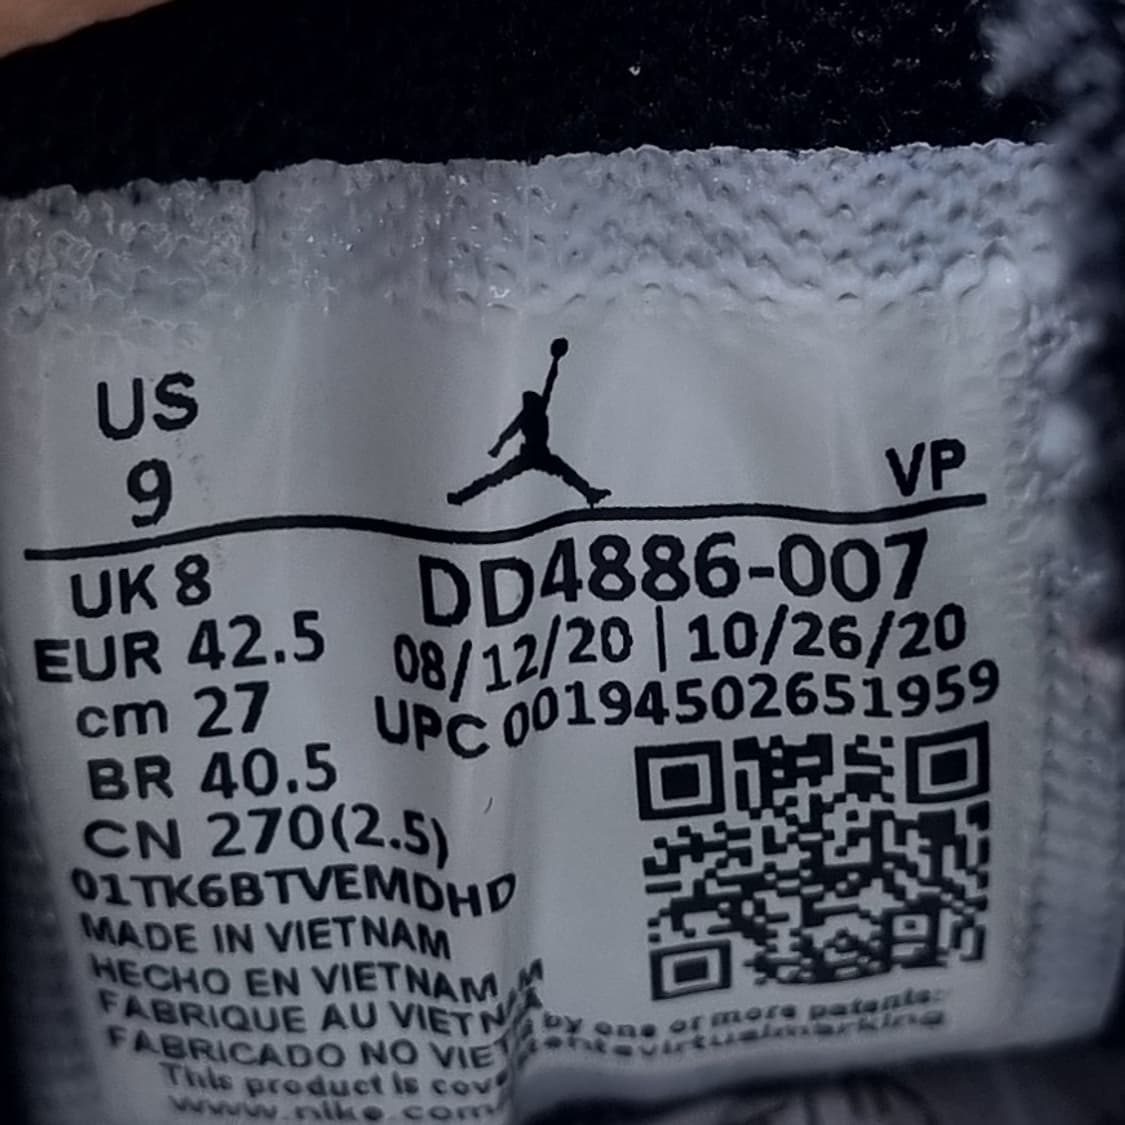 US
9
VP
UK 8
DD4886-007
EUR 42.5
08/12/20 | 10/26/20
cm 27
UPC 00194502651959
BR 40.5
CN 270(2.5)
01TK6BTVEMDHD
MADE IN VIETNAM
HECHO EN VIETNAM
FABRIQUE AU VIETN
FABRICADO NO VIE
This product is cov by one or more patents:
www.nike.com